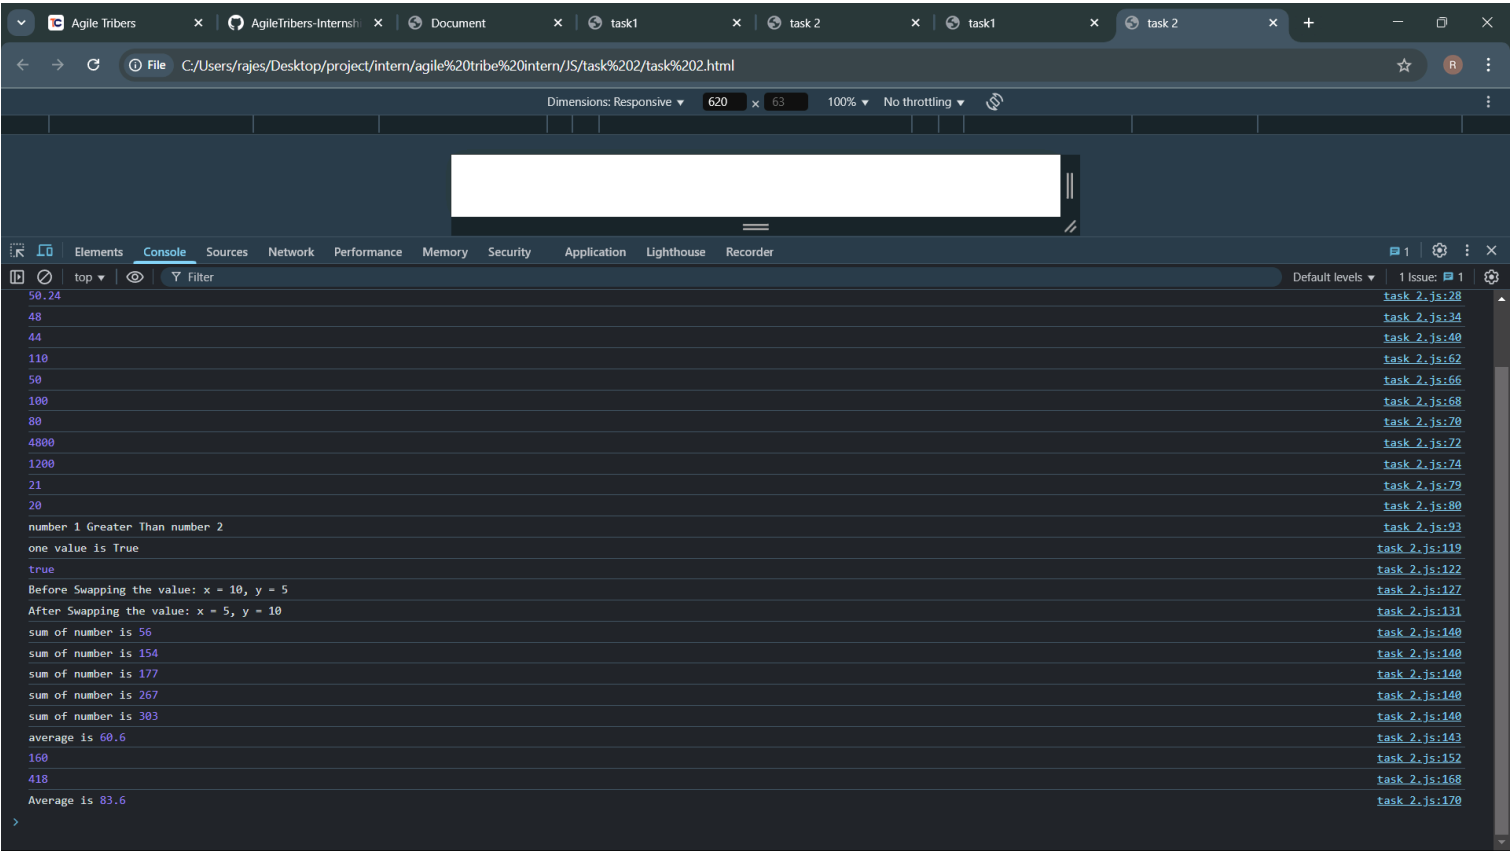 Agile Tribers
AgileTribers-Internshi
Document
task1
task 2
task1
task 2
File C:/Users/rajes/Desktop/project/intern/agile%20tribe%20intern/JS/task%202/task%202.html
R
Dimensions: Responsive 620 x 63 100% No throttling
Elements Console Sources Network Performance Memory Security Application Lighthouse Recorder 1
top Filter Default levels 1 Issue: 1
50.24 task 2.js:28
48 task 2.js:34
44 task 2.js:40
110 task 2.js:62
50 task 2.js:66
100 task 2.js:68
80 task 2.js:70
4800 task 2.js:72
1200 task 2.js:74
21 task 2.js:79
20 task 2.js:80
number 1 Greater Than number 2 task 2.js:93
one value is True task 2.js:119
true task 2.js:122
Before Swapping the value: x = 10, y = 5 task 2.js:127
After Swapping the value: x = 5, y = 10 task 2.js:131
sum of number is 56 task 2.js:140
sum of number is 154 task 2.js:140
sum of number is 177 task 2.js:140
sum of number is 267 task 2.js:140
sum of number is 303 task 2.js:140
average is 60.6 task 2.js:143
160 task 2.js:152
418 task 2.js:168
Average is 83.6 task 2.js:170